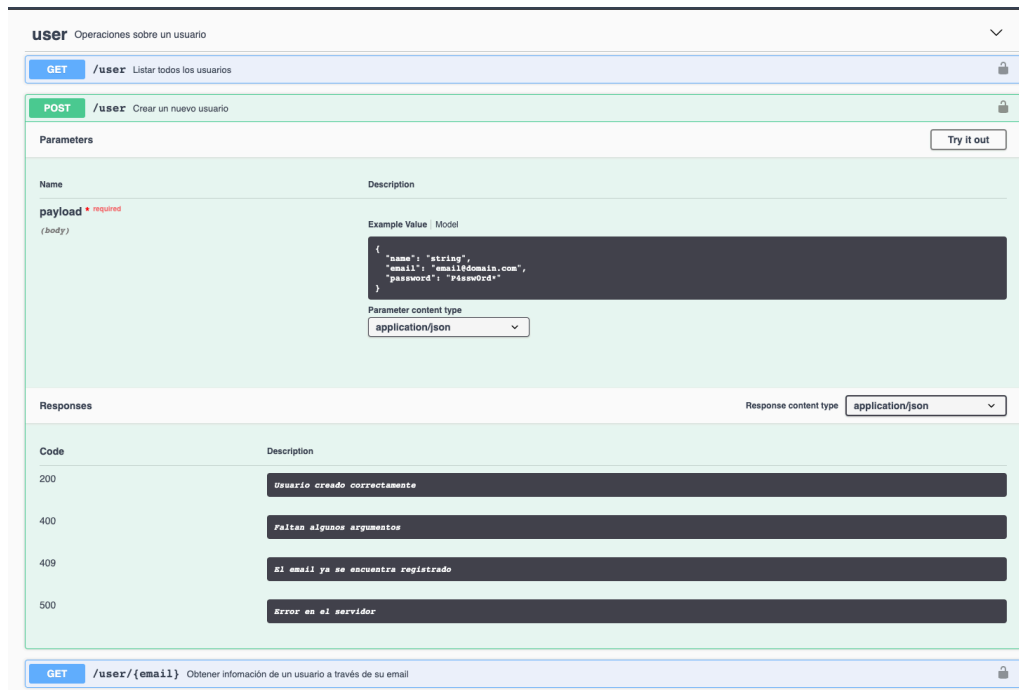 user Operaciones sobre un usuario
GET /user Listar todos los usuarios
POST /user Crear un nuevo usuario
Parameters
Try it out
Name Description
payload * required
(body)
Example Value | Model
{
"name": "string",
"email": "email@domain.com",
"password": "P4ssw0rd*"
}
Parameter content type
application/json
Responses
Response content type application/json
Code Description
200 Usuario creado correctamente
400 Faltan algunos argumentos
409 El email ya se encuentra registrado
500 Error en el servidor
GET /user/{email} Obtener infomación de un usuario a través de su email